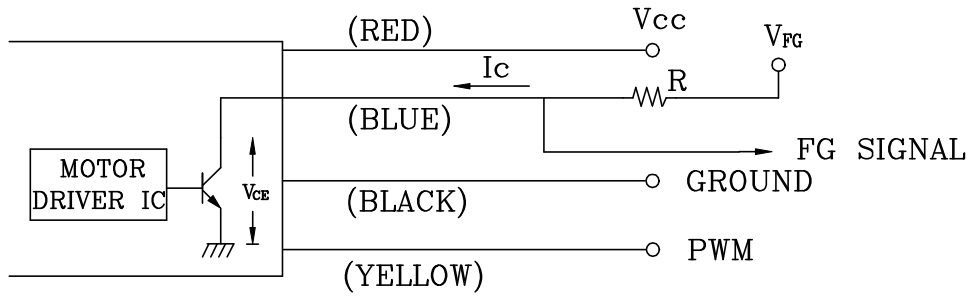 (RED)
Vcc
VFG
Ic
R
(BLUE)
FG SIGNAL
MOTOR
DRIVER IC
VCE
GROUND
(BLACK)
PWM
(YELLOW)